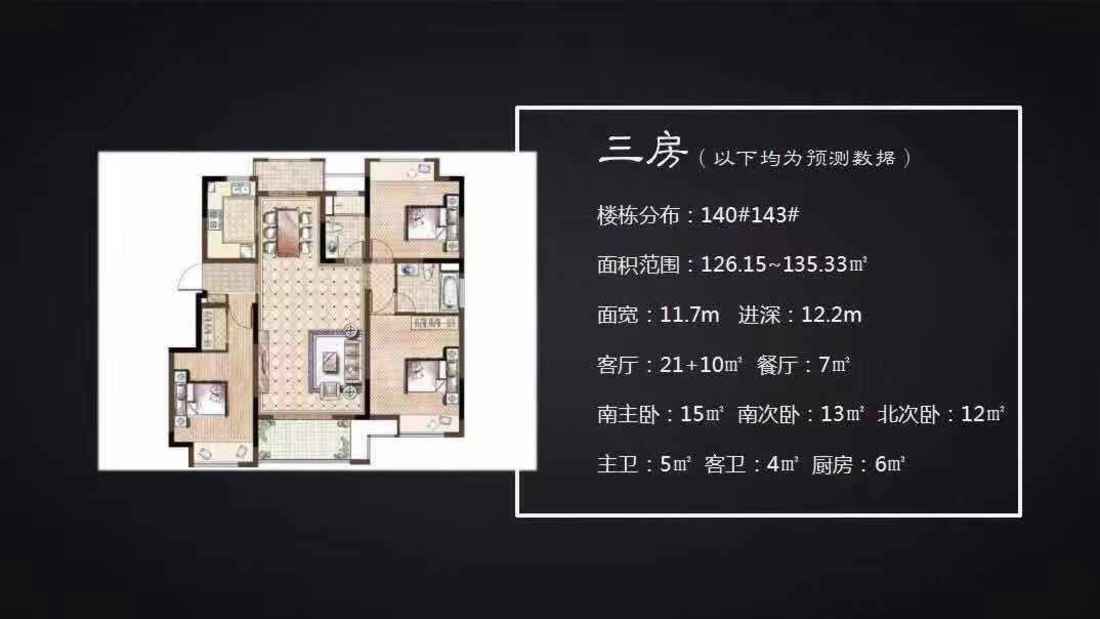 三房（以下均为预测数据）
楼栋分布：140#143#
面积范围：126.15~135.33㎡
面宽：11.7m 进深：12.2m
客厅：21+10㎡ 餐厅：7㎡
南主卧：15㎡ 南次卧：13㎡ 北次卧：12㎡
主卫：5㎡ 客卫：4㎡ 厨房：6㎡